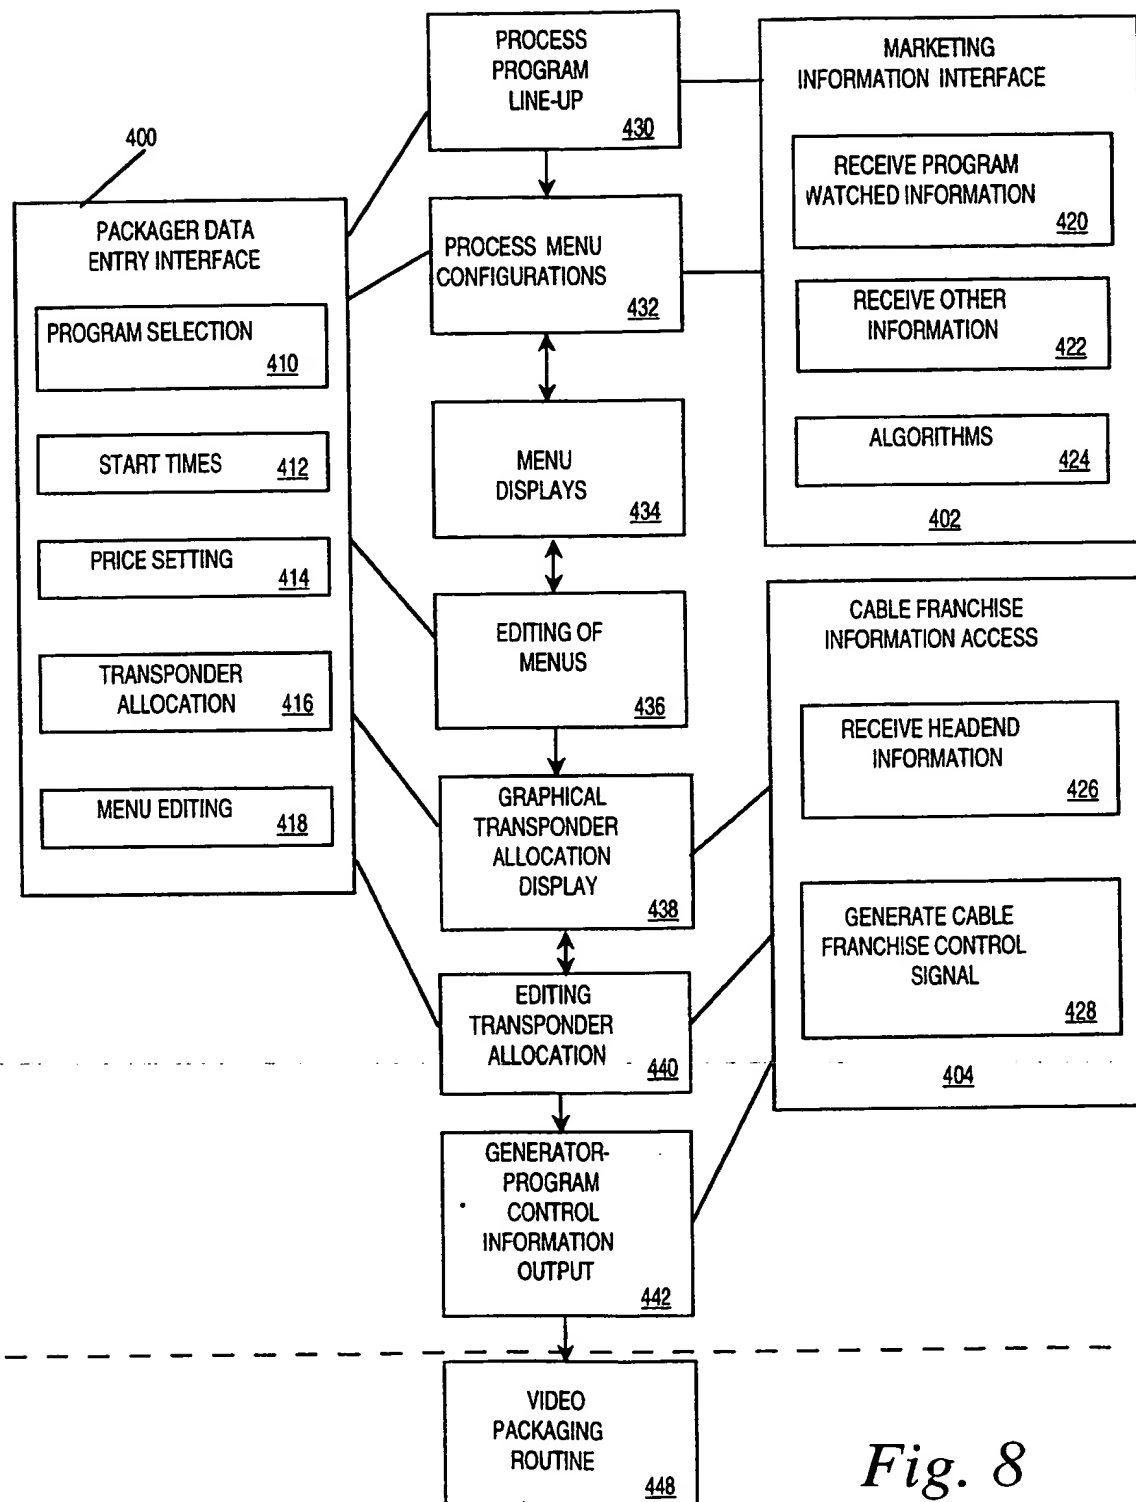 400
PACKAGER DATA
ENTRY INTERFACE
PROGRAM SELECTION
410
START TIMES 412
PRICE SETTING 414
TRANSPONDER
ALLOCATION 416
MENU EDITING 418
PROCESS
PROGRAM
LINE-UP
430
PROCESS MENU
CONFIGURATIONS
432
MENU
DISPLAYS
434
EDITING OF
MENUS
436
GRAPHICAL
TRANSPONDER
ALLOCATION
DISPLAY
438
EDITING
TRANSPONDER
ALLOCATION
440
GENERATOR-
PROGRAM
CONTROL
INFORMATION
OUTPUT
442
VIDEO
PACKAGING
ROUTINE
448
MARKETING
INFORMATION INTERFACE
RECEIVE PROGRAM
WATCHED INFORMATION
420
RECEIVE OTHER
INFORMATION
422
ALGORITHMS
424
402
CABLE FRANCHISE
INFORMATION ACCESS
RECEIVE HEADEND
INFORMATION
426
GENERATE CABLE
FRANCHISE CONTROL
SIGNAL
428
404
Fig. 8